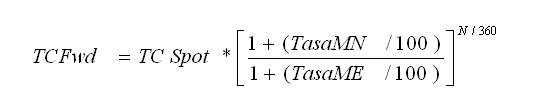 TCFwd = TC Spot * [ 1 + (TasaMN /100 ) / 1 + (TasaME /100 ) ] N / 360